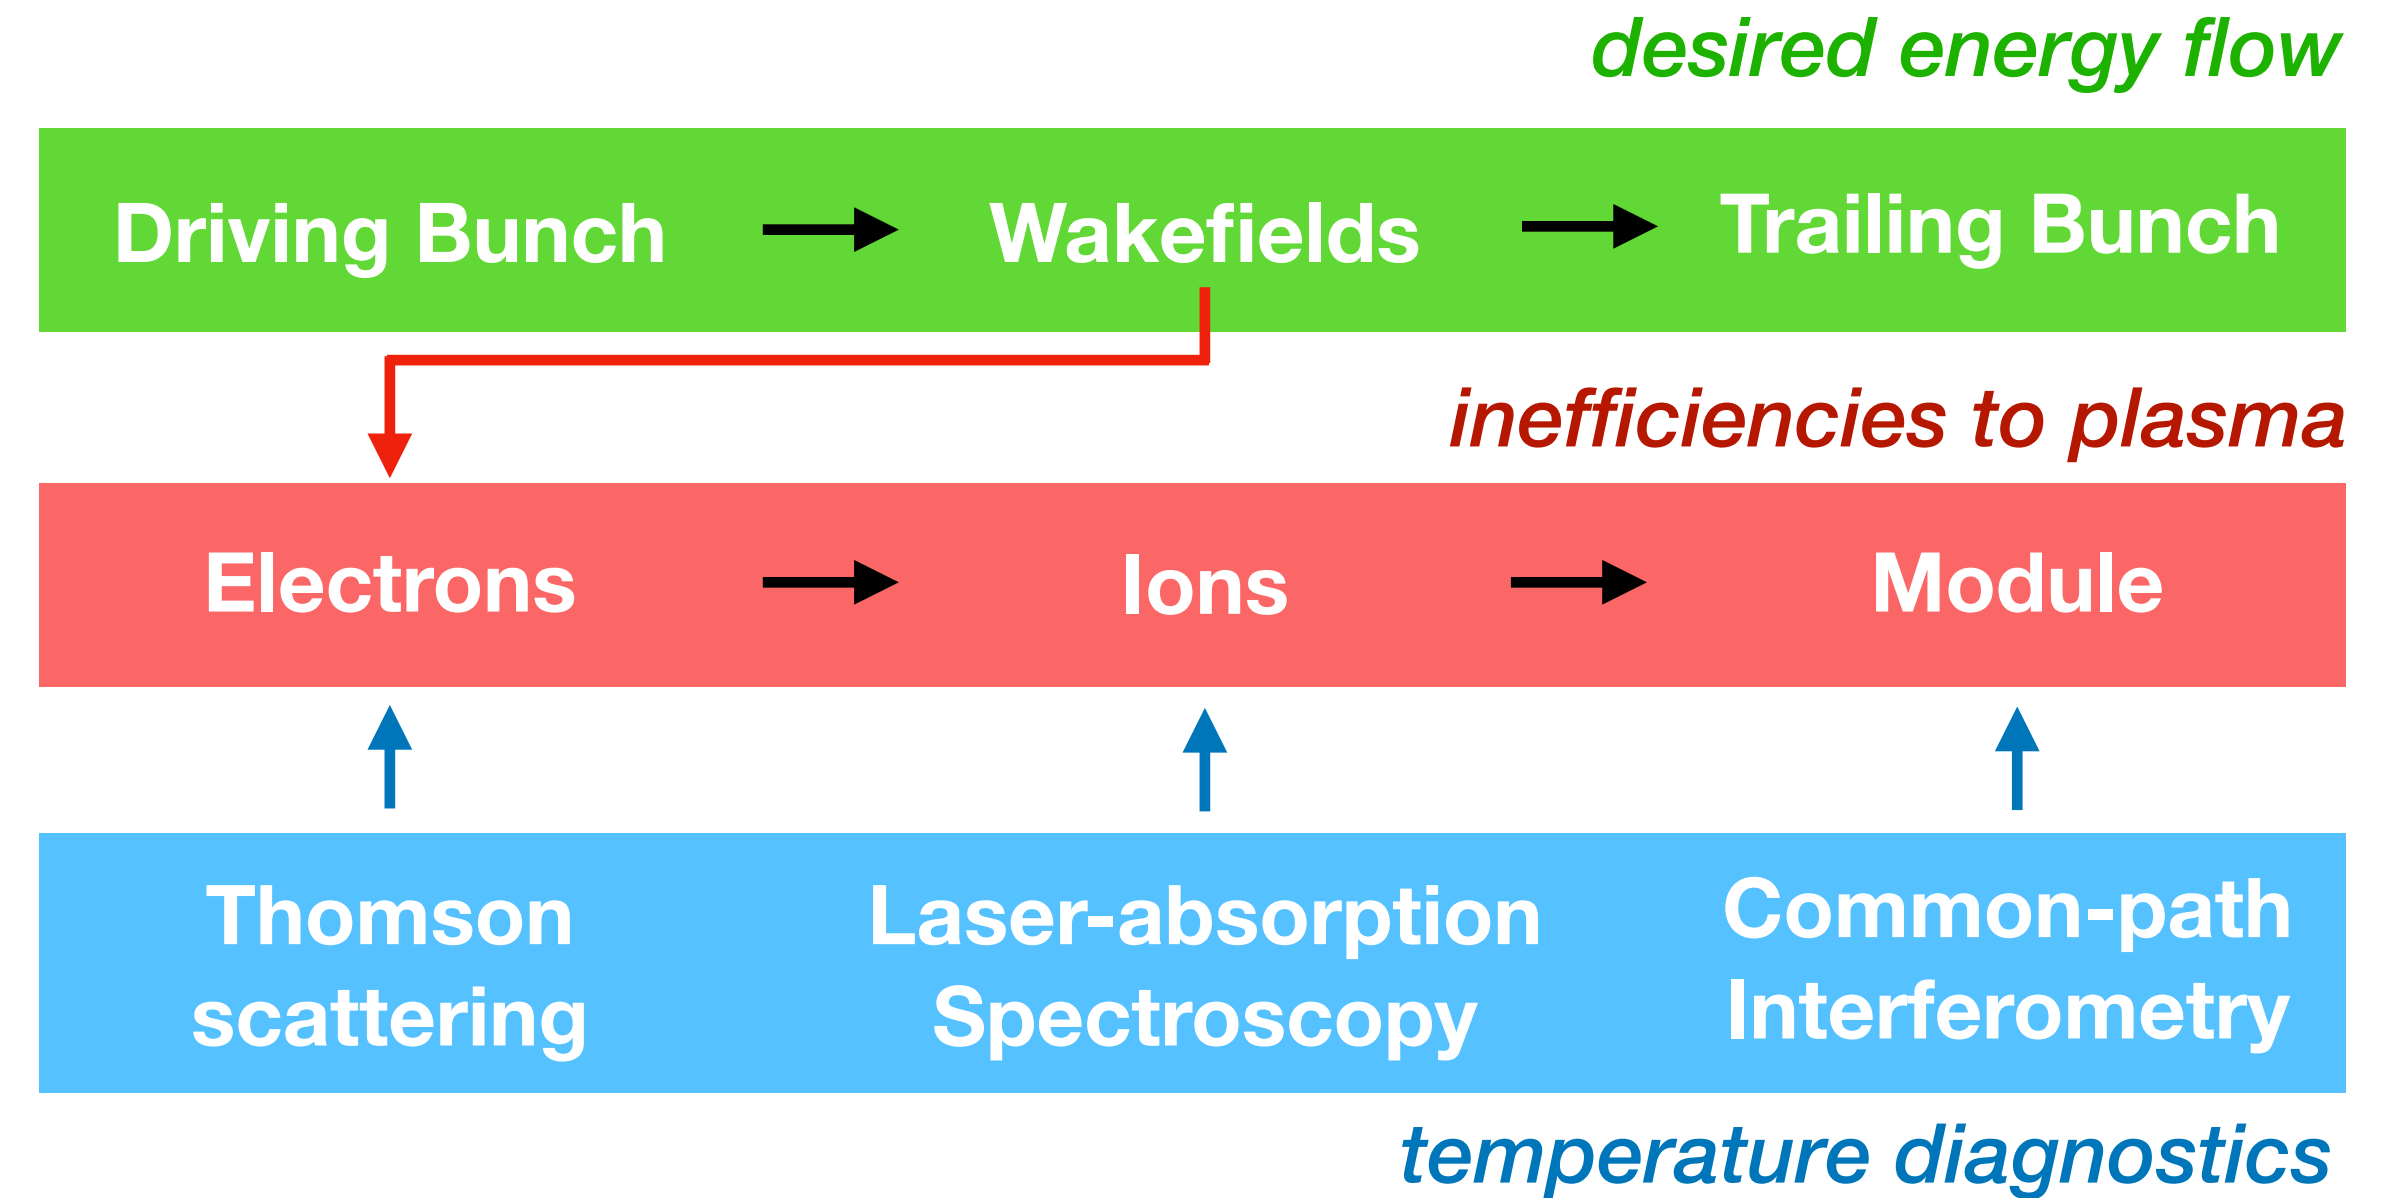 desired energy flow
Driving Bunch
Wakefields
Trailing Bunch
inefficiencies to plasma
Electrons
Ions
Module
Thomson
scattering
Laser-absorption
Spectroscopy
Common-path
Interferometry
temperature diagnostics